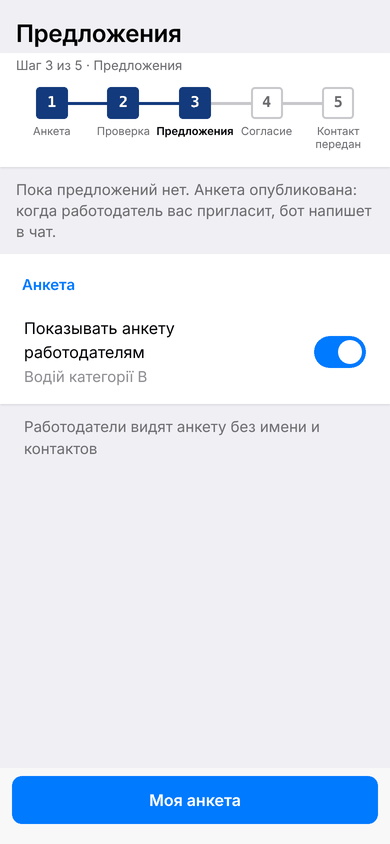 Предложения
Шаг 3 из 5 · Предложения
1
2
3
4
5
Анкета
Проверка
Предложения
Согласие
Контакт
передан
Пока предложений нет. Анкета опубликована:
когда работодатель вас пригласит, бот напишет
в чат.
Анкета
Показывать анкету
работодателям
Водій категорії B
Работодатели видят анкету без имени и
контактов
Моя анкета